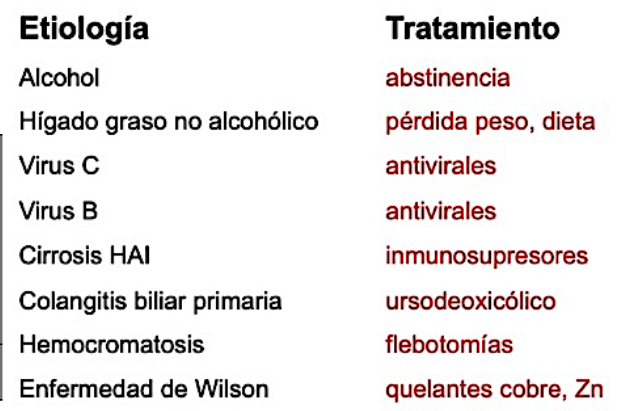 Etiología Tratamiento
Alcohol abstinencia
Hígado graso no alcohólico pérdida peso, dieta
Virus C antivirales
Virus B antivirales
Cirrosis HAI inmunosupresores
Colangitis biliar primaria ursodeoxicólico
Hemocromatosis flebotomías
Enfermedad de Wilson quelantes cobre, Zn